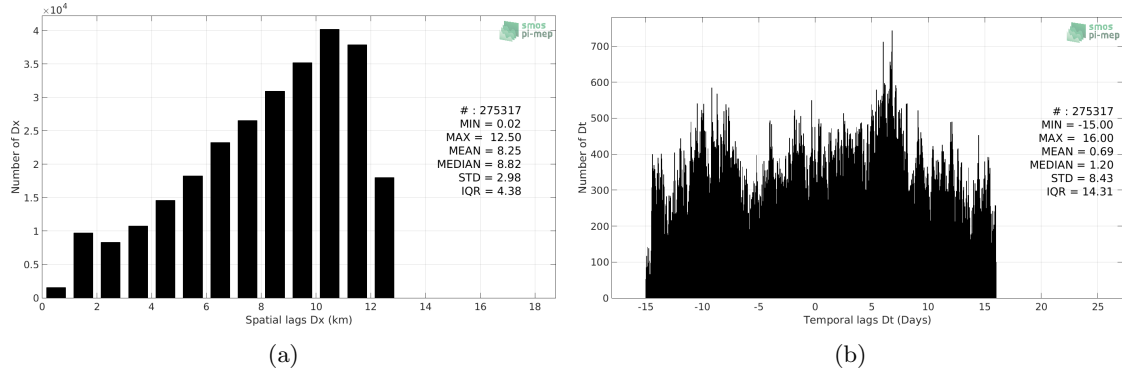 ×10⁴
4
3.5
3
2.5
2
1.5
1
0.5
0
Number of Dx
0 2 4 6 8 10 12 14 16 18
Spatial lags Dx (km)
smos
pi-mep
# : 275317
MIN = 0.02
MAX = 12.50
MEAN = 8.25
MEDIAN = 8.82
STD = 2.98
IQR = 4.38
(a)
700
600
500
400
300
200
100
0
Number of Dt
-15 -10 -5 0 5 10 15 20 25
Temporal lags Dt (Days)
smos
pi-mep
# : 275317
MIN = -15.00
MAX = 16.00
MEAN = 0.69
MEDIAN = 1.20
STD = 8.43
IQR = 14.31
(b)